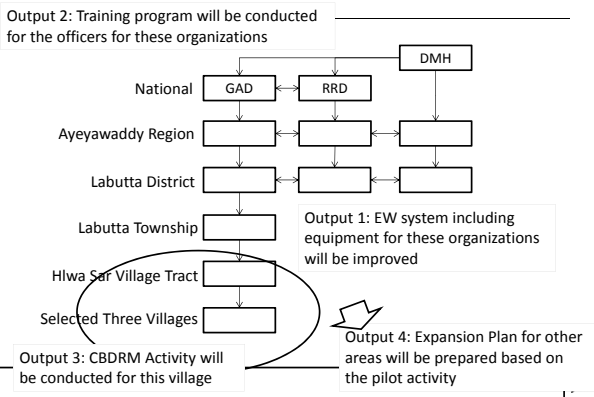 Output 2: Training program will be conducted
for the officers for these organizations
DMH
National
GAD
RRD
Ayeyawaddy Region
Labutta District
Labutta Township
Output 1: EW system including
equipment for these organizations
will be improved
Hlwa Sar Village Tract
Selected Three Villages
Output 3: CBDRM Activity will
be conducted for this village
Output 4: Expansion Plan for other
areas will be prepared based on
the pilot activity